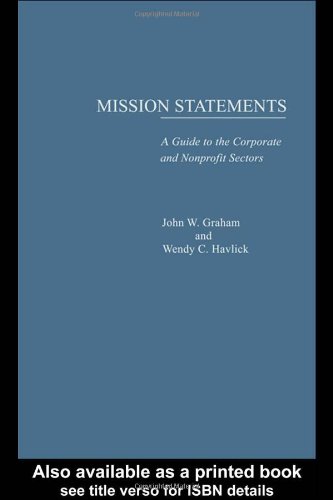 MISSION STATEMENTS
A Guide to the Corporate
and Nonprofit Sectors
John W. Graham
and
Wendy C. Havlick
Also available as a printed book
see title verso for ISBN details